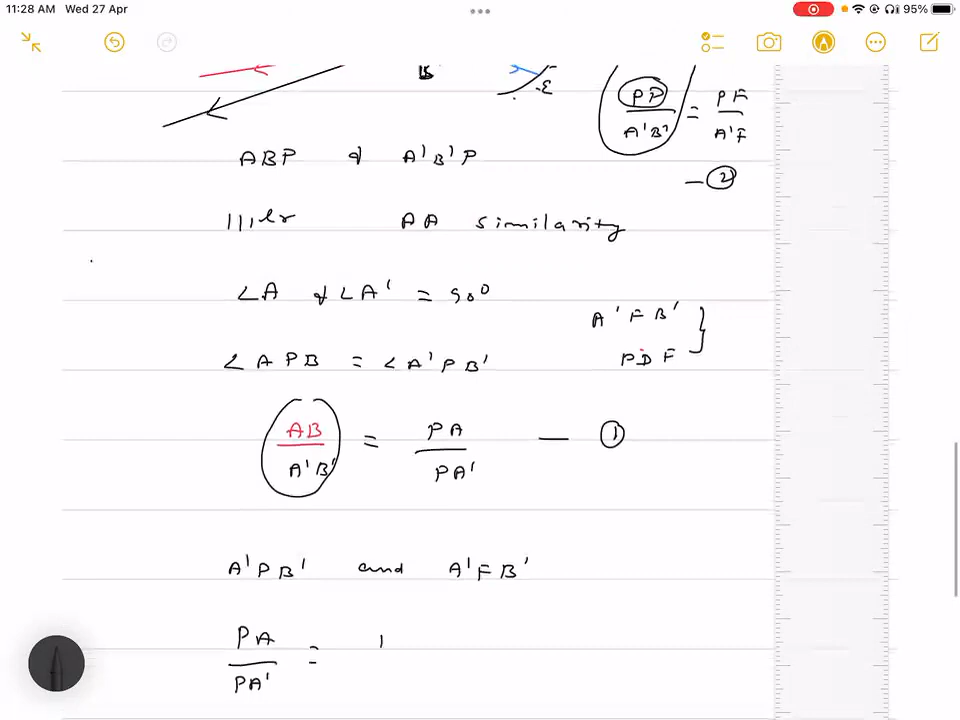 11:28 AM Wed 27 Apr 95%
B
E
PD/A'B' = PF/A'F
ABP & A'B'P
— ②
|||lr AA similarity
∠A & ∠A' = 90°
A'FB' }
∠APB = ∠A'PB'
PDF
AB/A'B' = PA/PA' — ①
A'PB' and A'FB'
PA/PA' =